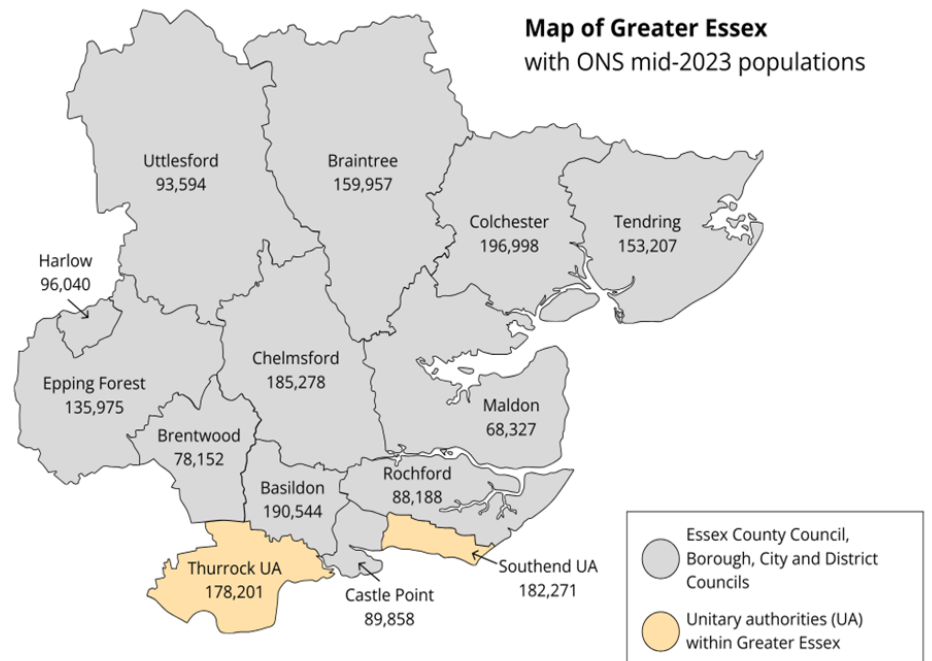 Map of Greater Essex
with ONS mid-2023 populations
Uttlesford
93,594
Braintree
159,957
Colchester
196,998
Tendring
153,207
Harlow
96,040
Chelmsford
185,278
Epping Forest
135,975
Maldon
68,327
Brentwood
78,152
Rochford
88,188
Basildon
190,544
Thurrock UA
178,201
Castle Point
89,858
Southend UA
182,271
Essex County Council,
Borough, City and District
Councils
Unitary authorities (UA)
within Greater Essex